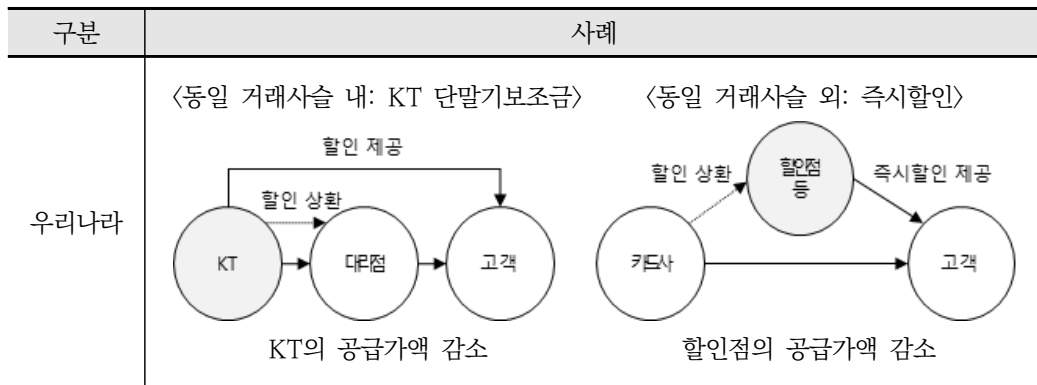 구분
사례
우리나라
〈동일 거래사슬 내: KT 단말기보조금〉
할인 제공
할인 상환
KT
대리점
고객
KT의 공급가액 감소
〈동일 거래사슬 외: 즉시할인〉
할인 상환
할인점
등
즉시할인 제공
카드사
고객
할인점의 공급가액 감소